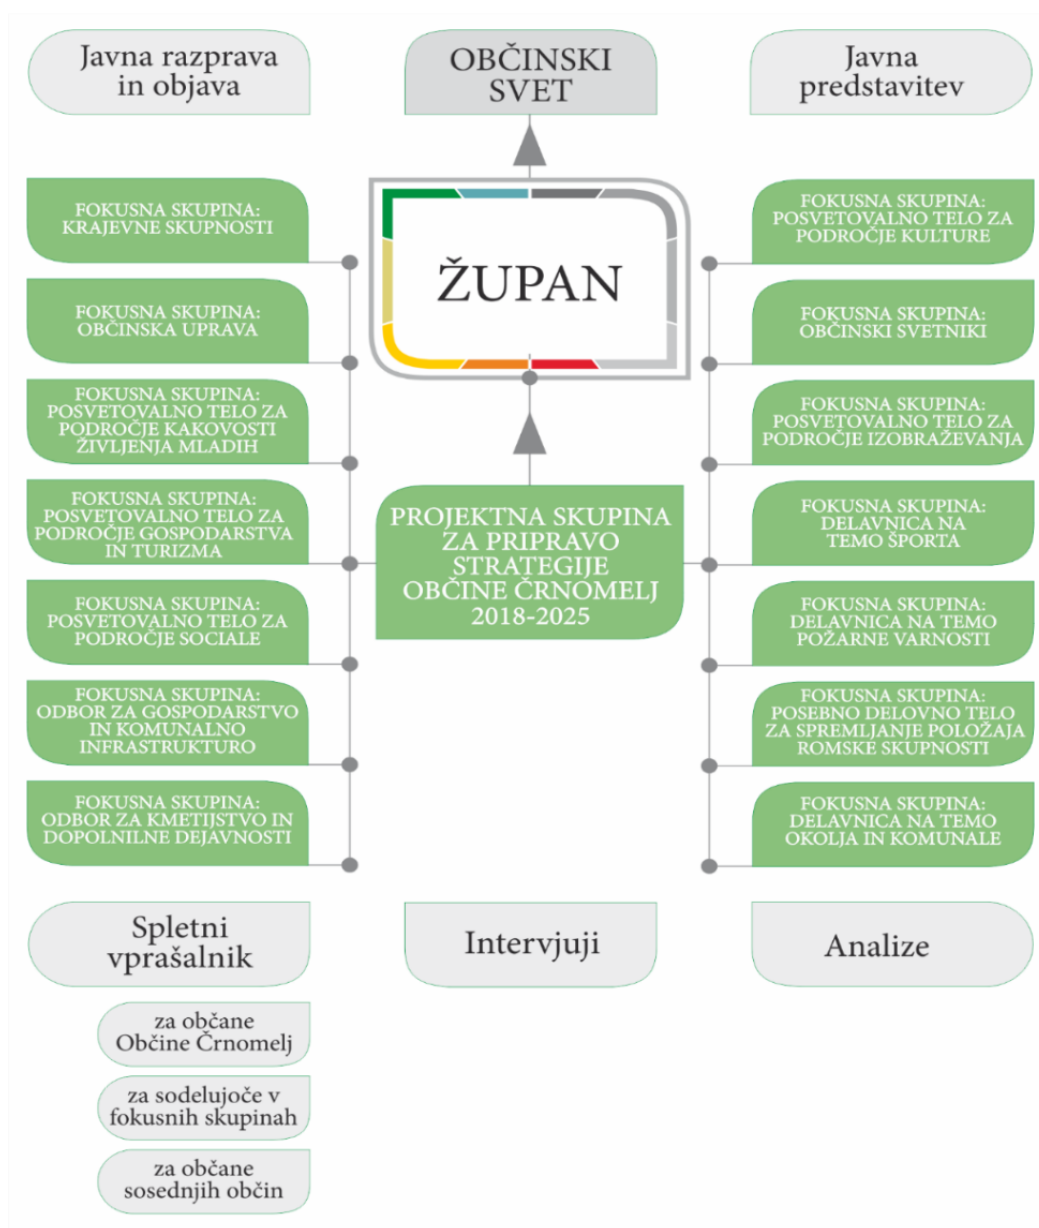 Javna razprava
in objava
OBČINSKI
SVET
Javna
predstavitev
FOKUSNA SKUPINA:
KRAJEVNE SKUPNOSTI
FOKUSNA SKUPINA:
OBČINSKA UPRAVA
FOKUSNA SKUPINA:
POSVETOVALNO TELO ZA
PODROČJE KAKOVOSTI
ŽIVLJENJA MLADIH
FOKUSNA SKUPINA:
POSVETOVALNO TELO ZA
PODROČJE GOSPODARSTVA
IN TURIZMA
FOKUSNA SKUPINA:
POSVETOVALNO TELO ZA
PODROČJE SOCIALE
FOKUSNA SKUPINA:
ODBOR ZA GOSPODARSTVO
IN KOMUNALNO
INFRASTRUKTURO
FOKUSNA SKUPINA:
ODBOR ZA KMETIJSTVO IN
DOPOLNILNE DEJAVNOSTI
ŽUPAN
PROJEKTNA SKUPINA
ZA PRIPRAVO
STRATEGIJE
OBČINE ČRNOMELJ
2018-2025
FOKUSNA SKUPINA:
POSVETOVALNO TELO ZA
PODROČJE KULTURE
FOKUSNA SKUPINA:
OBČINSKI SVETNIKI
FOKUSNA SKUPINA:
POSVETOVALNO TELO ZA
PODROČJE IZOBRAŽEVANJA
FOKUSNA SKUPINA:
DELAVNICA NA
TEMO ŠPORTA
FOKUSNA SKUPINA:
DELAVNICA NA TEMO
POŽARNE VARNOSTI
FOKUSNA SKUPINA:
POSEBNO DELOVNO TELO
ZA SPREMLJANJE POLOŽAJA
ROMSKE SKUPNOSTI
FOKUSNA SKUPINA:
DELAVNICA NA TEMO
OKOLJA IN KOMUNALE
Spletni
vprašalnik
Intervjuji
Analize
za občane
Občine Črnomelj
za sodelujoče v
fokusnih skupinah
za občane
sosednjih občin